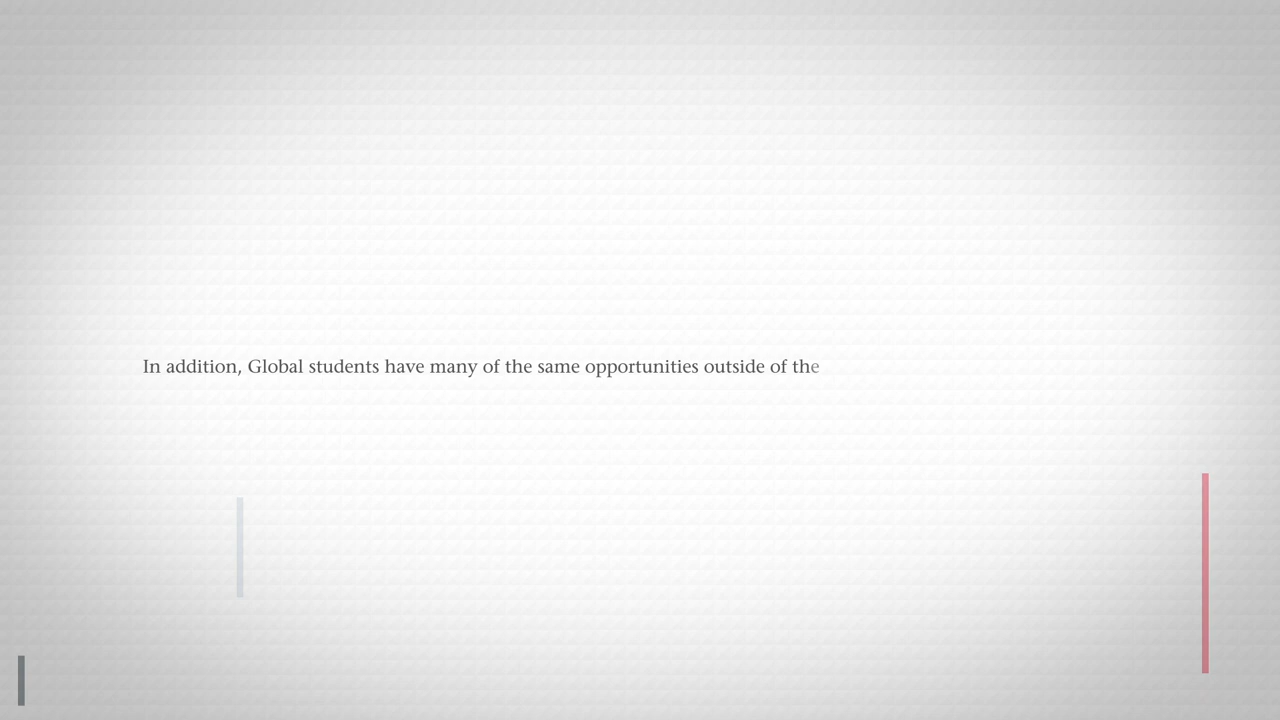 In addition, Global students have many of the same opportunities outside of the